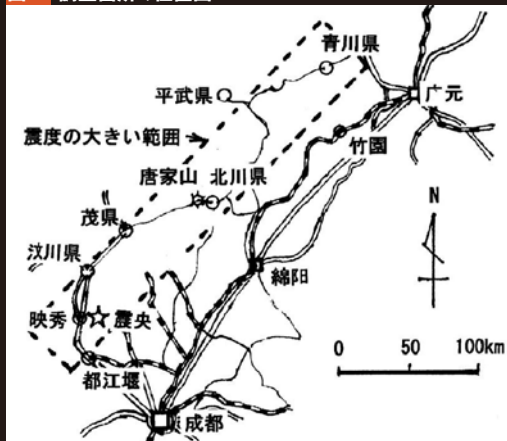 青川県
平武県
广元
震度の大きい範囲
竹園
唐家山 北川県
茂県
N
汶川県
綿陽
映秀 震央
0 50 100km
都江堰
成都